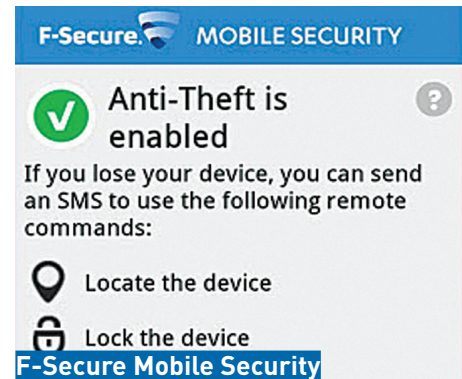 F-Secure. MOBILE SECURITY
Anti-Theft is
enabled
?
If you lose your device, you can send
an SMS to use the following remote
commands:
Locate the device
Lock the device
F-Secure Mobile Security